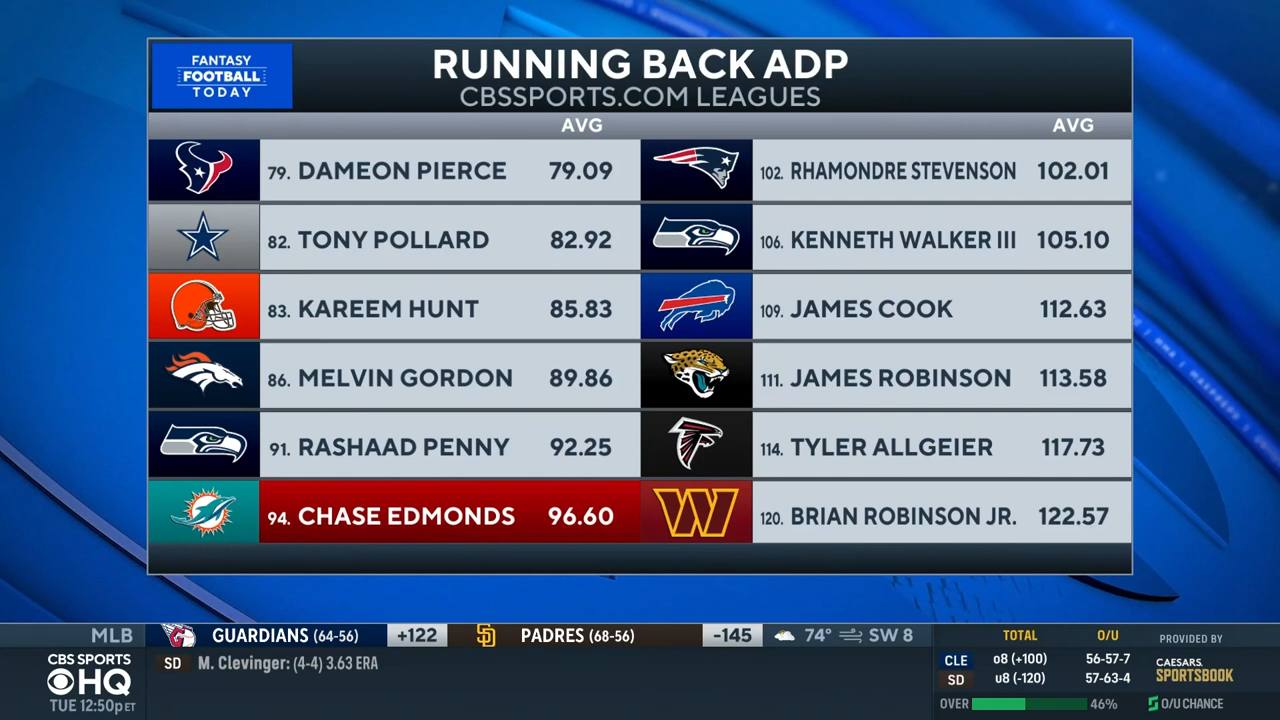 FANTASY
FOOTBALL
TODAY
RUNNING BACK ADP
CBSSPORTS.COM LEAGUES
AVG AVG
79. DAMEON PIERCE 79.09 102. RHAMONDRE STEVENSON 102.01
82. TONY POLLARD 82.92 106. KENNETH WALKER III 105.10
83. KAREEM HUNT 85.83 109. JAMES COOK 112.63
86. MELVIN GORDON 89.86 111. JAMES ROBINSON 113.58
91. RASHAAD PENNY 92.25 114. TYLER ALLGEIER 117.73
94. CHASE EDMONDS 96.60 W 120. BRIAN ROBINSON JR. 122.57
MLB GUARDIANS (64-56) +122 SD PADRES (68-56) -145 74° SW 8
TOTAL O/U PROVIDED BY
CBS SPORTS
HQ
TUE 12:50P ET
SD M. Clevinger: (4-4) 3.63 ERA
CLE o8 (+100) 56-57-7
SD u8 (-120) 57-63-4
CAESARS
SPORTSBOOK
OVER 46% S O/U CHANCE